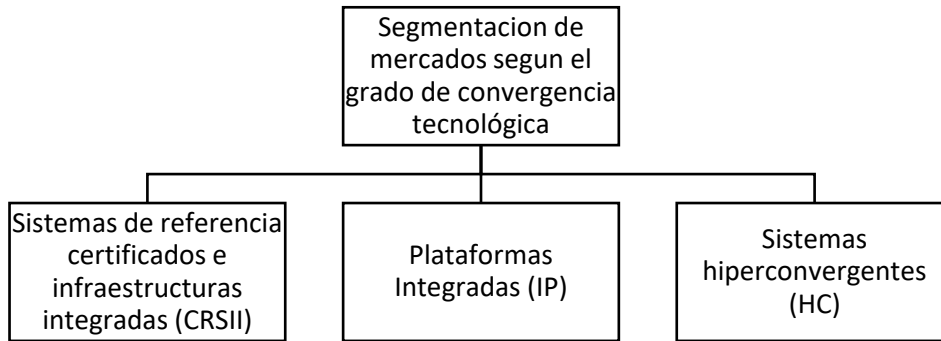 Segmentacion de
mercados segun el
grado de convergencia
tecnológica
Sistemas de referencia
certificados e
infraestructuras
integradas (CRSII)
Plataformas
Integradas (IP)
Sistemas
hiperconvergentes
(HC)